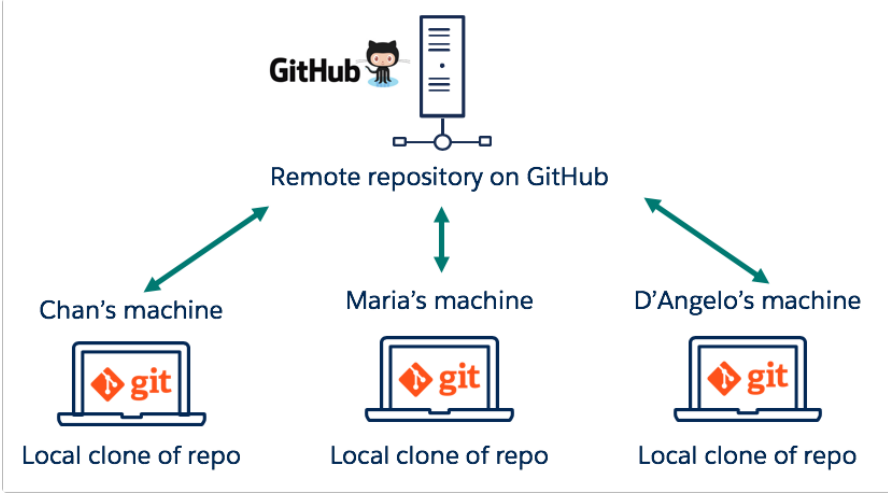 GitHub
Remote repository on GitHub
Chan’s machine
Maria’s machine
D’Angelo’s machine
git
git
git
Local clone of repo
Local clone of repo
Local clone of repo